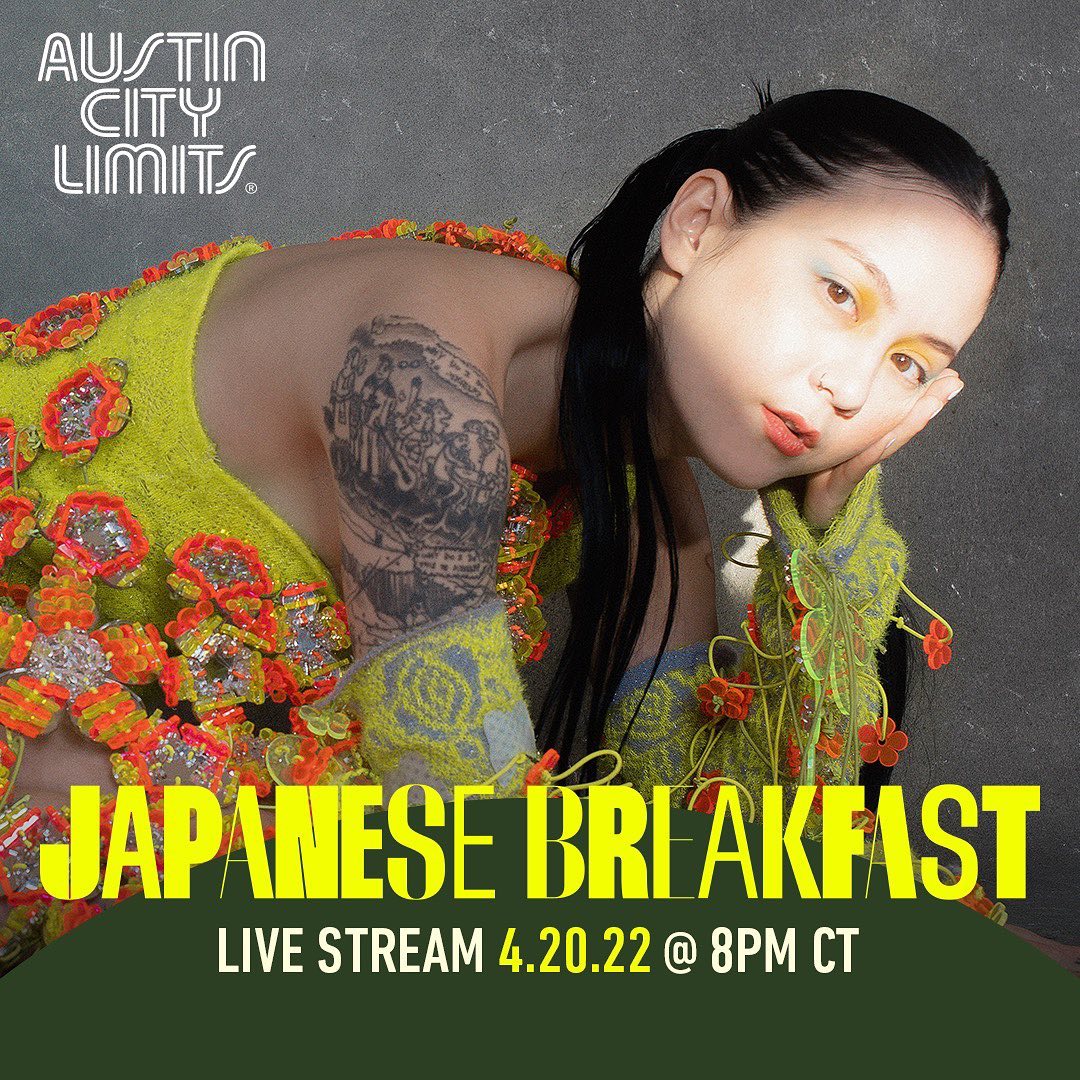 AUSTIN
CITY
LIMITS®
JAPANESE BREAKFAST
LIVE STREAM 4.20.22 @ 8PM CT